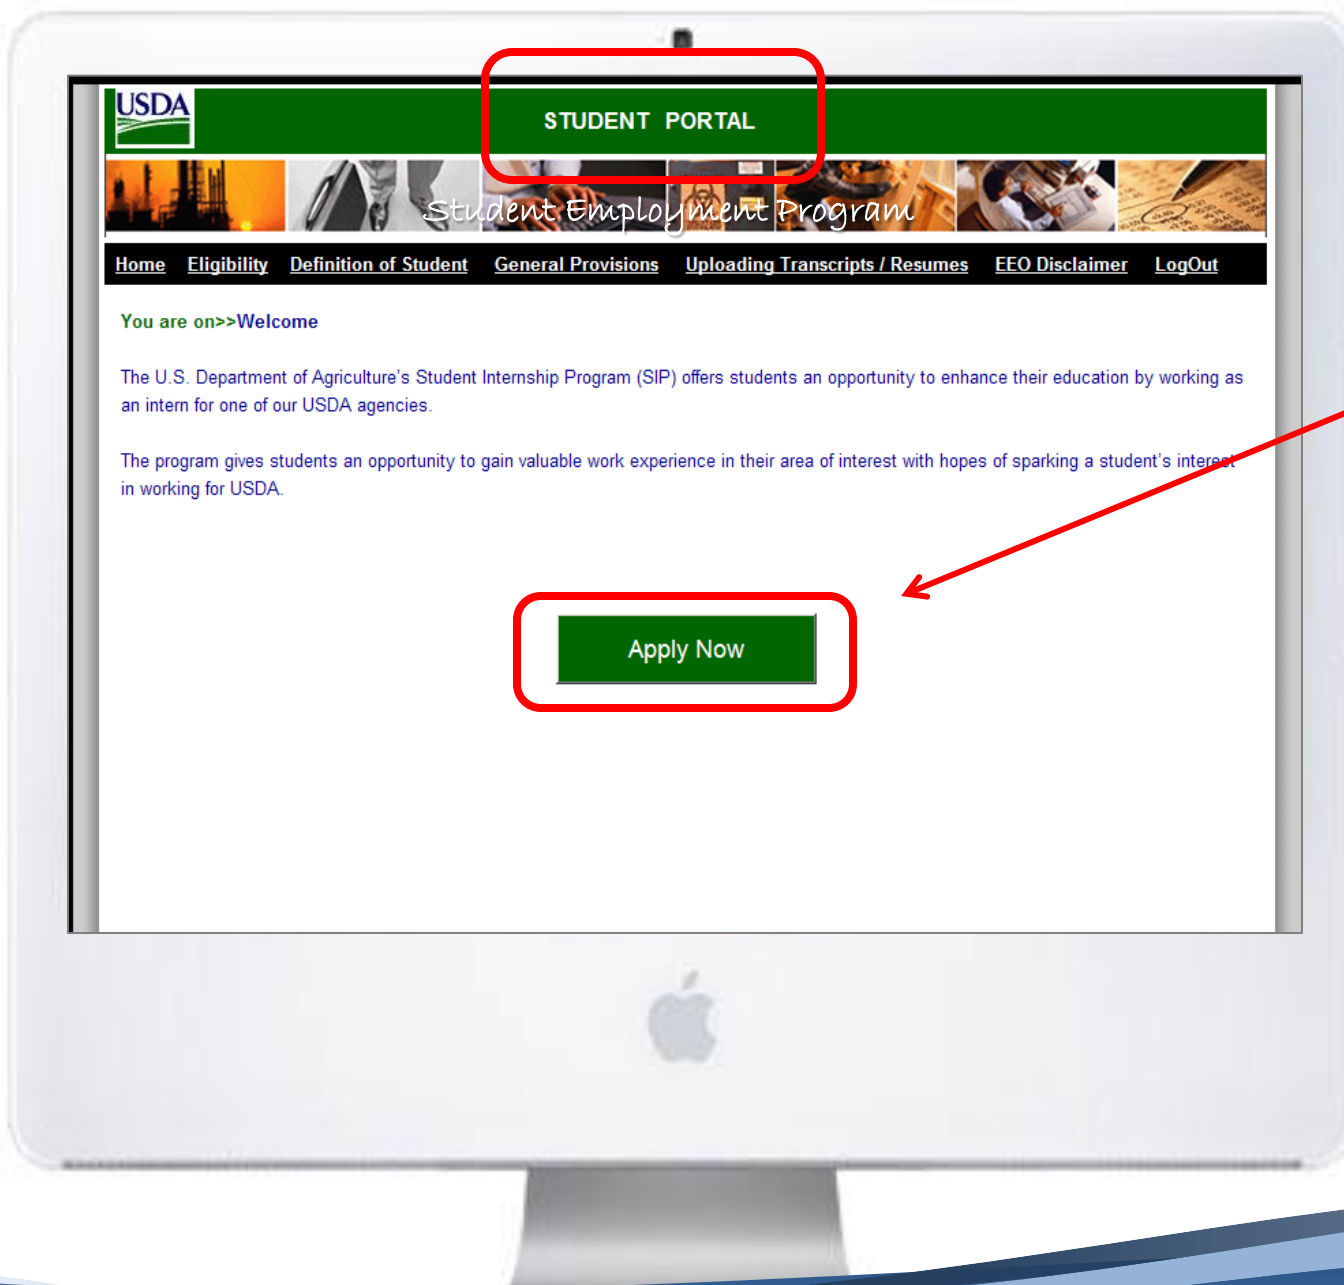 USDA
STUDENT PORTAL
Student Employment Program
Home Eligibility Definition of Student General Provisions Uploading Transcripts / Resumes EEO Disclaimer LogOut
You are on>>Welcome
The U.S. Department of Agriculture's Student Internship Program (SIP) offers students an opportunity to enhance their education by working as
an intern for one of our USDA agencies.
The program gives students an opportunity to gain valuable work experience in their area of interest with hopes of sparking a student's interest
in working for USDA.
Apply Now